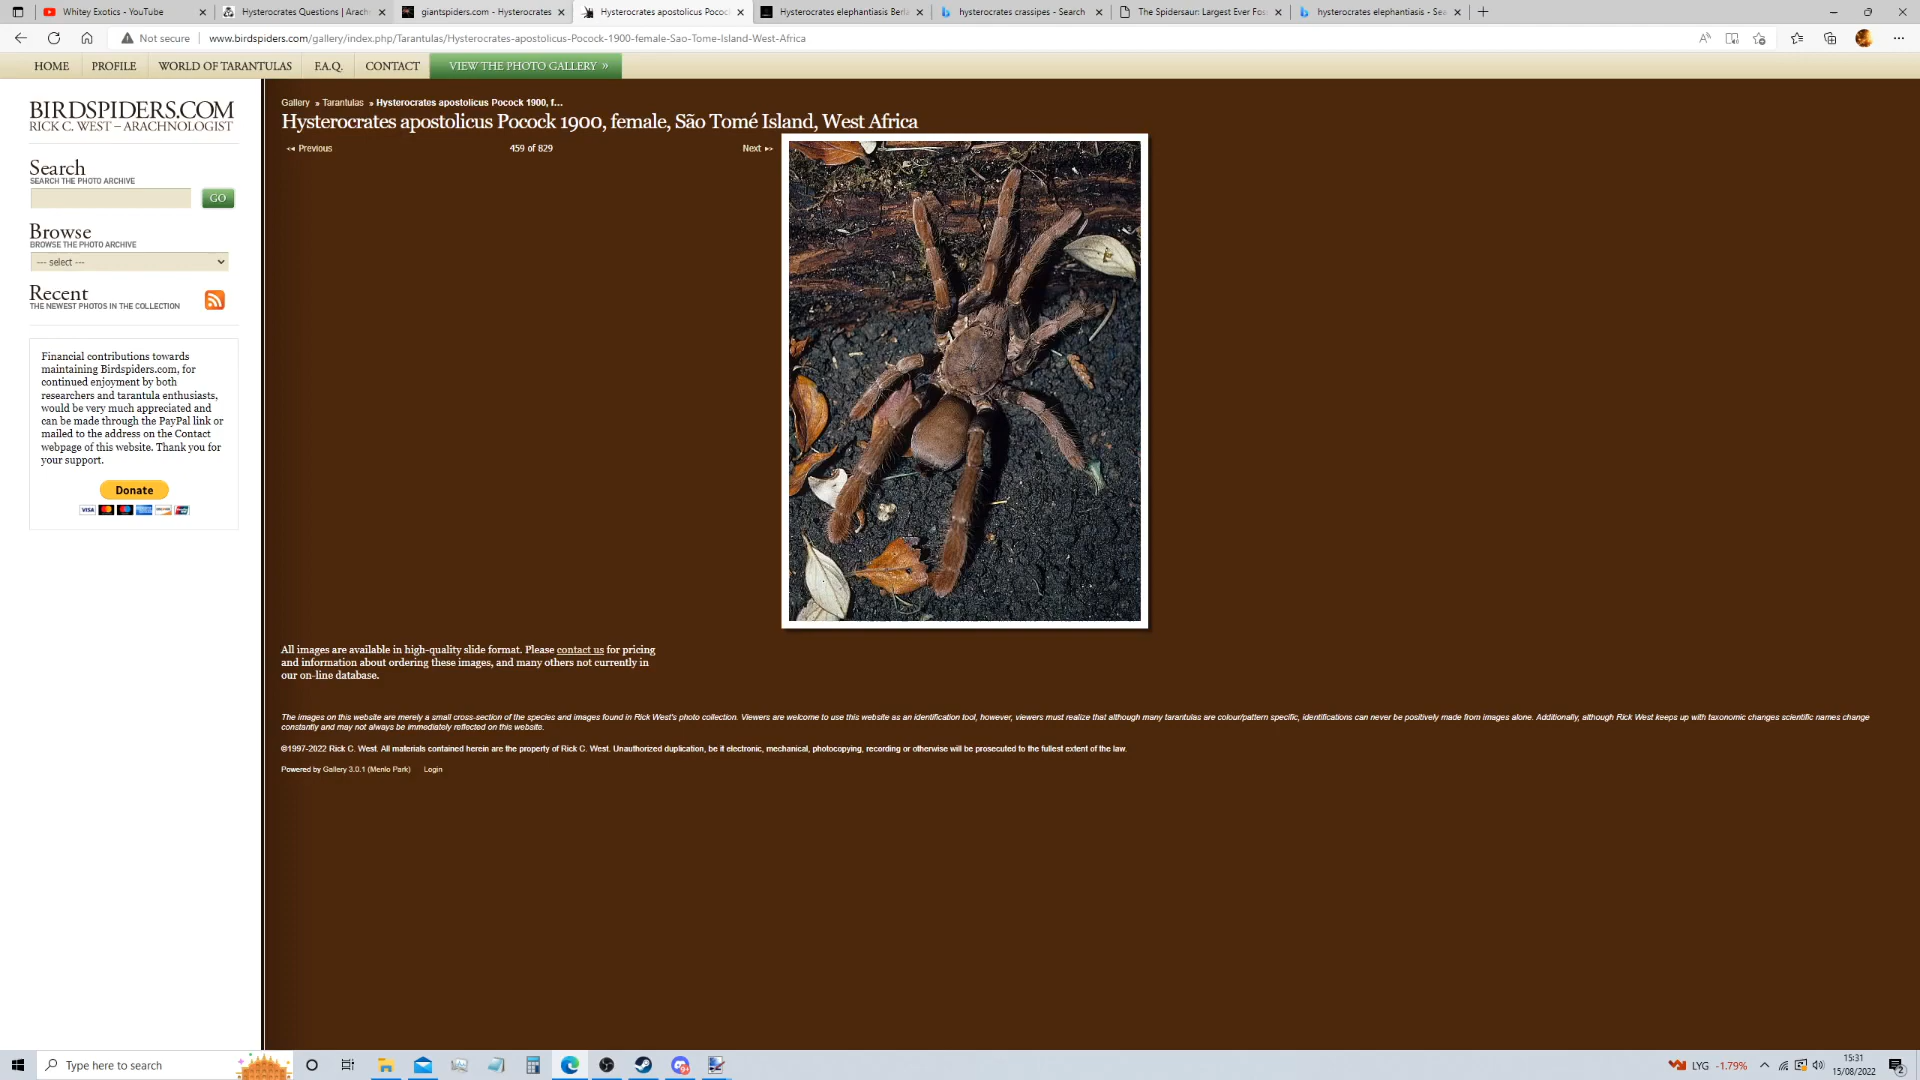 Whitey Exotics - YouTube
Hysterocrates Questions | Arach
giantspiders.com - Hysterocrates
Hysterocrates apostolicus Pococ
Hysterocrates elephantiasis Berla
hysterocrates crassipes - Search
The Spidersaur: Largest Ever Fos
hysterocrates elephantiasis - Sea
Not secure
www.birdspiders.com/gallery/index.php/Tarantulas/Hysterocrates-apostolicus-Pocock-1900-female-Sao-Tome-Island-West-Africa
HOME PROFILE WORLD OF TARANTULAS F.A.Q. CONTACT VIEW THE PHOTO GALLERY »
BIRDSPIDERS.COM
RICK C. WEST – ARACHNOLOGIST
Search
SEARCH THE PHOTO ARCHIVE
GO
Browse
BROWSE THE PHOTO ARCHIVE
--- select ---
Recent
THE NEWEST PHOTOS IN THE COLLECTION
Financial contributions towards
maintaining Birdspiders.com, for
continued enjoyment by both
researchers and tarantula enthusiasts,
would be very much appreciated and
can be made through the PayPal link or
mailed to the address on the Contact
webpage of this website. Thank you for
your support.
Donate
VISA
Gallery » Tarantulas » Hysterocrates apostolicus Pocock 1900, f...
Hysterocrates apostolicus Pocock 1900, female, São Tomé Island, West Africa
Previous 459 of 829 Next
All images are available in high-quality slide format. Please contact us for pricing
and information about ordering these images, and many others not currently in
our on-line database.
The images on this website are merely a small cross-section of the species and images found in Rick West's photo collection. Viewers are welcome to use this website as an identification tool, however, viewers must realize that although many tarantulas are colour/pattern specific, identifications can never be positively made from images alone. Additionally, although Rick West keeps up with taxonomic changes scientific names change
constantly and may not always be immediately reflected on this website.
©1997-2022 Rick C. West. All materials contained herein are the property of Rick C. West. Unauthorized duplication, be it electronic, mechanical, photocopying, recording or otherwise will be prosecuted to the fullest extent of the law.
Powered by Gallery 3.0.1 (Menlo Park) Login
Type here to search
LYG -1.79%
15:31
15/08/2022
2